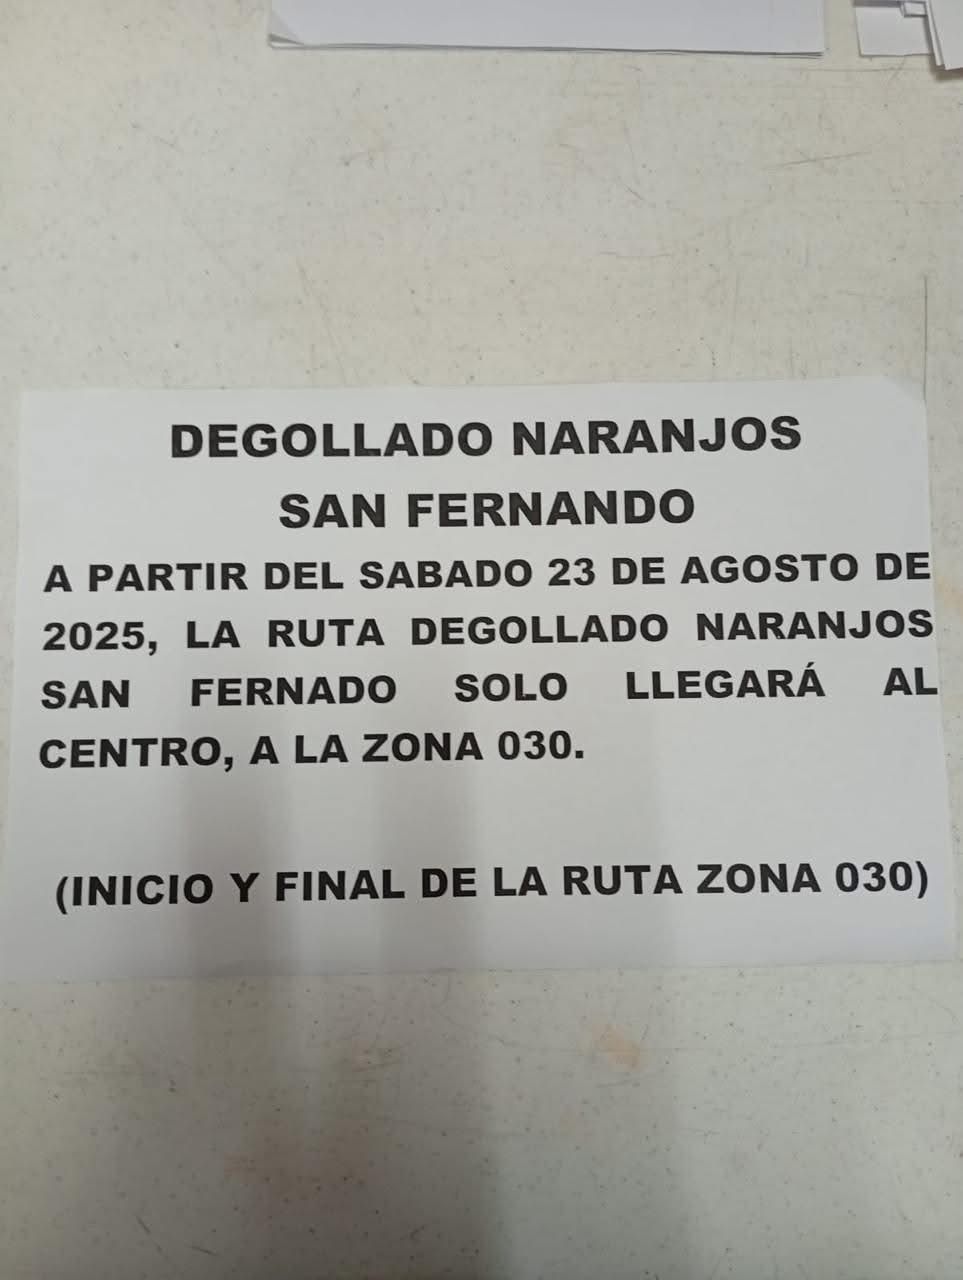 DEGOLLADO NARANJOS
SAN FERNANDO
A PARTIR DEL SABADO 23 DE AGOSTO DE
2025, LA RUTA DEGOLLADO NARANJOS
SAN FERNADO SOLO LLEGARÁ AL
CENTRO, A LA ZONA 030.
(INICIO Y FINAL DE LA RUTA ZONA 030)